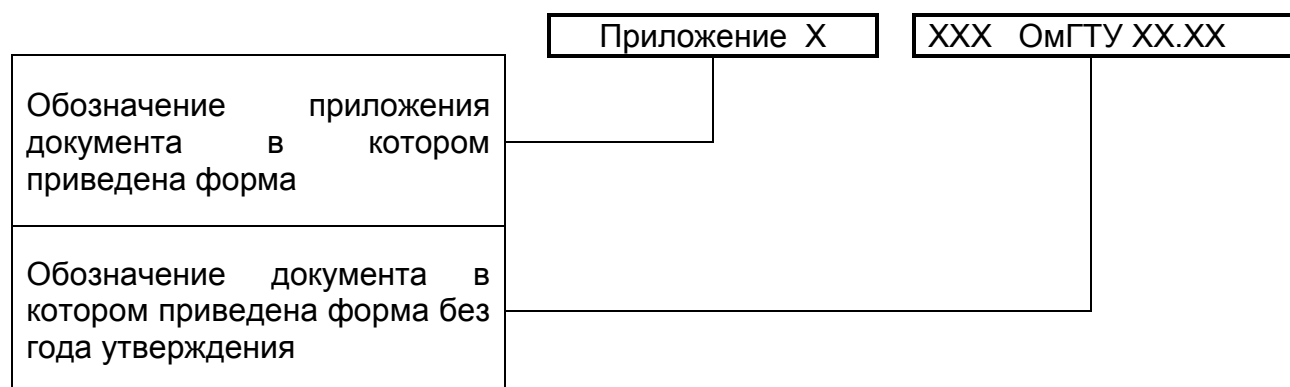 Приложение Х
ХХХ ОмГТУ ХХ.ХХ
Обозначение приложения
документа в котором
приведена форма
Обозначение документа в
котором приведена форма без
года утверждения